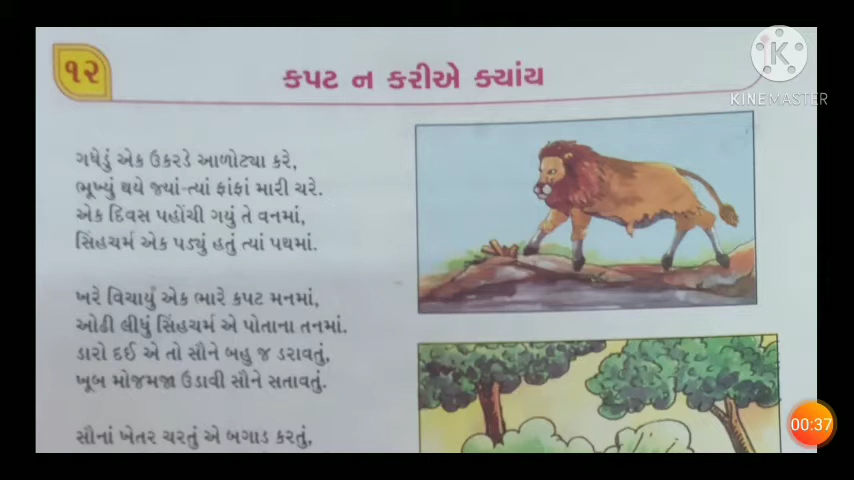 ૧૨
કપટ ન કરીએ ક્યાંય
KINEMASTER
ગધેડું એક ઉકરડે આળોટ્યા કરે,
ભૂખ્યું થયે જ્યાં-ત્યાં ફાંફાં મારી ચરે.
એક દિવસ પહોંચી ગયું તે વનમાં,
સિંહચર્મ એક પડ્યું હતું ત્યાં પથમાં.
ખરે વિચાર્યું એક ભારે કપટ મનમાં,
ઓઢી લીધું સિંહચર્મ એ પોતાના તનમાં.
ડારો દઈ એ તો સૌને બહુ જ ડરાવતું,
ખૂબ મોજમજા ઉડાવી સૌને સતાવતું.
સૌનાં ખેતર ચરતું એ બગાડ કરતું,
00:37